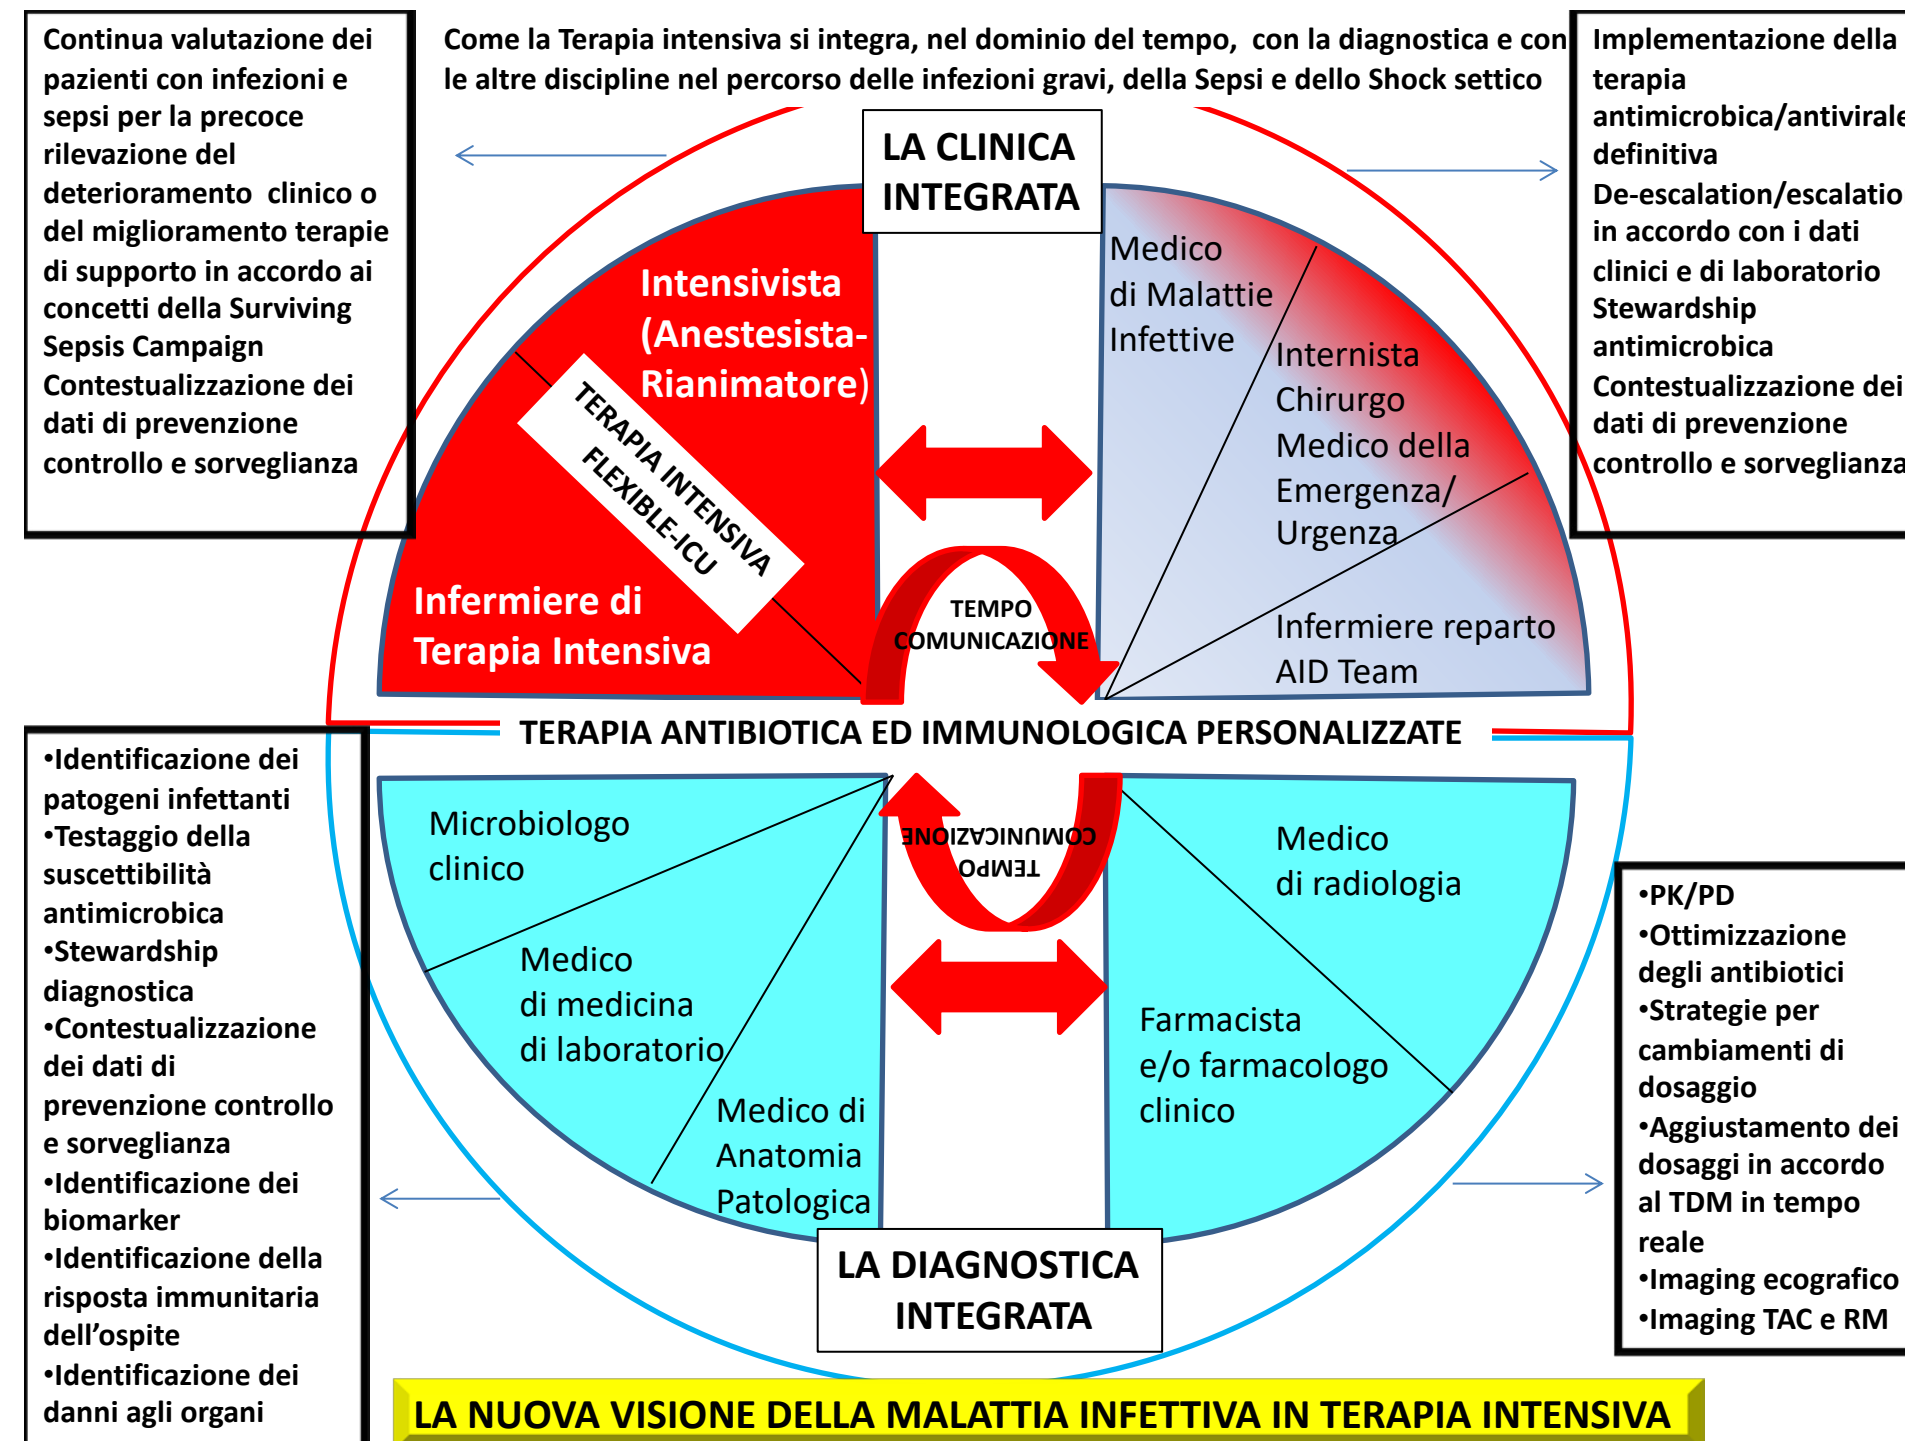 Come la Terapia intensiva si integra, nel dominio del tempo, con la diagnostica e con
le altre discipline nel percorso delle infezioni gravi, della Sepsi e dello Shock settico
Continua valutazione dei
pazienti con infezioni e
sepsi per la precoce
rilevazione del
deterioramento clinico o
del miglioramento terapie
di supporto in accordo ai
concetti della Surviving
Sepsis Campaign
Contestualizzazione dei
dati di prevenzione
controllo e sorveglianza
LA CLINICA
INTEGRATA
Implementazione della
terapia
antimicrobica/antivirale
definitiva
De-escalation/escalation
in accordo con i dati
clinici e di laboratorio
Stewardship
antimicrobica
Contestualizzazione dei
dati di prevenzione
controllo e sorveglianza
Intensivista
(Anestesista-
Rianimatore)
TERAPIA INTENSIVA
FLEXIBLE-ICU
Infermiere di
Terapia Intensiva
Medico
di Malattie
Infettive
Internista
Chirurgo
Medico della
Emergenza/
Urgenza
Infermiere reparto
AID Team
TEMPO
COMUNICAZIONE
TERAPIA ANTIBIOTICA ED IMMUNOLOGICA PERSONALIZZATE
•Identificazione dei
patogeni infettanti
•Testaggio della
suscettibilità
antimicrobica
•Stewardship
diagnostica
•Contestualizzazione
dei dati di
prevenzione controllo
e sorveglianza
•Identificazione dei
biomarker
•Identificazione della
risposta immunitaria
dell’ospite
•Identificazione dei
danni agli organi
Microbiologo
clinico
Medico
di medicina
di laboratorio
Medico di
Anatomia
Patologica
TEMPO
COMUNICAZIONE
Medico
di radiologia
Farmacista
e/o farmacologo
clinico
•PK/PD
•Ottimizzazione
degli antibiotici
•Strategie per
cambiamenti di
dosaggio
•Aggiustamento dei
dosaggi in accordo
al TDM in tempo
reale
•Imaging ecografico
•Imaging TAC e RM
LA DIAGNOSTICA
INTEGRATA
LA NUOVA VISIONE DELLA MALATTIA INFETTIVA IN TERAPIA INTENSIVA